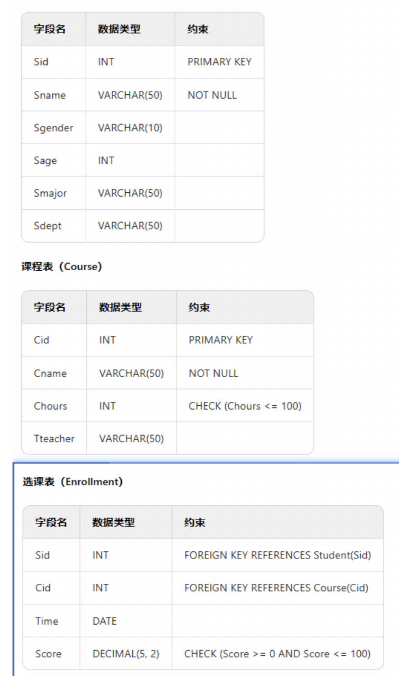 字段名 数据类型 约束
Sid INT PRIMARY KEY
Sname VARCHAR(50) NOT NULL
Sgender VARCHAR(10)
Sage INT
Smajor VARCHAR(50)
Sdept VARCHAR(50)
课程表（Course）
字段名 数据类型 约束
Cid INT PRIMARY KEY
Cname VARCHAR(50) NOT NULL
Chours INT CHECK (Chours <= 100)
Tteacher VARCHAR(50)
选课表（Enrollment）
字段名 数据类型 约束
Sid INT FOREIGN KEY REFERENCES Student(Sid)
Cid INT FOREIGN KEY REFERENCES Course(Cid)
Time DATE
Score DECIMAL(5, 2) CHECK (Score >= 0 AND Score <= 100)